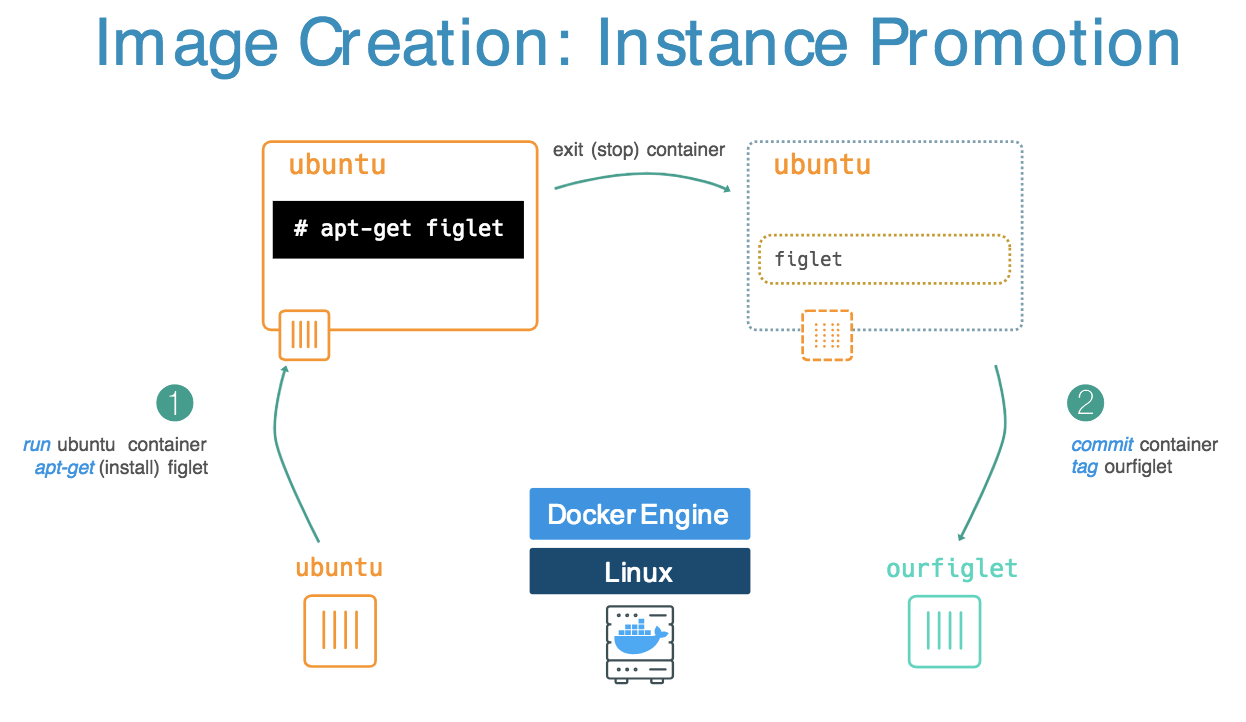 Image Creation: Instance Promotion
ubuntu
# apt-get figlet
exit (stop) container
ubuntu
figlet
1
run ubuntu container
apt-get (install) figlet
2
commit container
tag ourfiglet
Docker Engine
Linux
ubuntu
ourfiglet